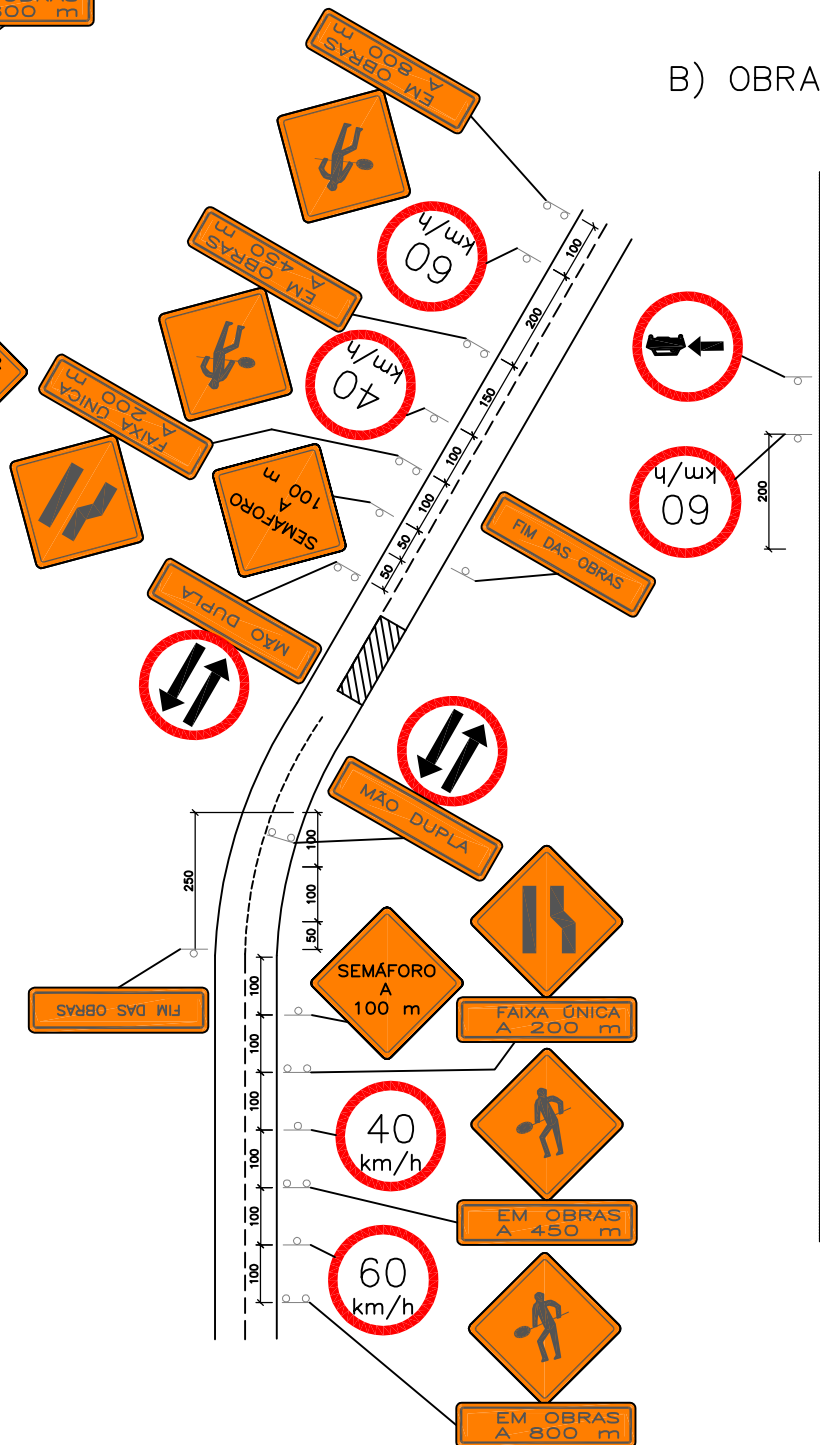 300 m
B) OBRA
EM OBRAS
A 800 m
60
km/h
EM OBRAS
A 450 m
40
km/h
FAIXA ÚNICA
A 200 m
SEMÁFORO
A
100 m
MÃO DUPLA
100
200
150
100
100
50
50
60
km/h
200
FIM DAS OBRAS
MÃO DUPLA
250
100
100
50
FIM DAS OBRAS
SEMÁFORO
A
100 m
FAIXA ÚNICA
A 200 m
100
100
100
100
100
100
40
km/h
EM OBRAS
A 450 m
60
km/h
EM OBRAS
A 800 m